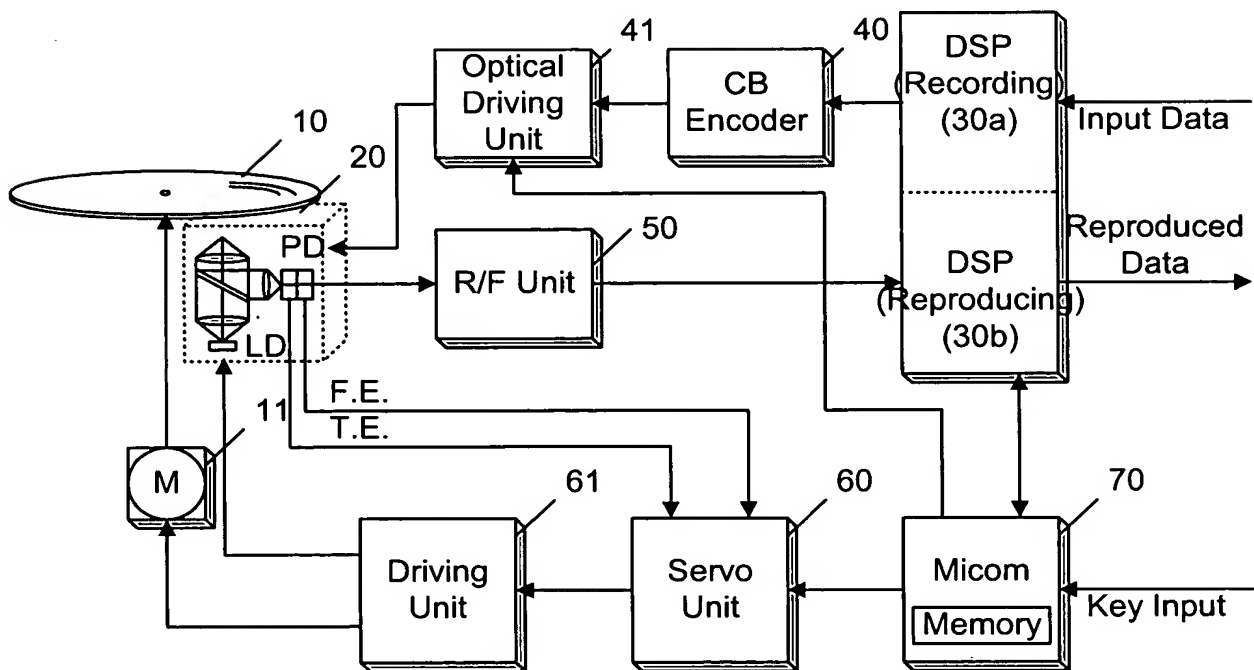 41
40
DSP
(Recording)
(30a)
Optical
Driving
Unit
CB
Encoder
Input Data
10
20
50
Reproduced
Data
PD
R/F Unit
DSP
(Reproducing)
(30b)
LD
F.E.
T.E.
11
M
61
60
70
Driving
Unit
Servo
Unit
Micom
Memory
Key Input